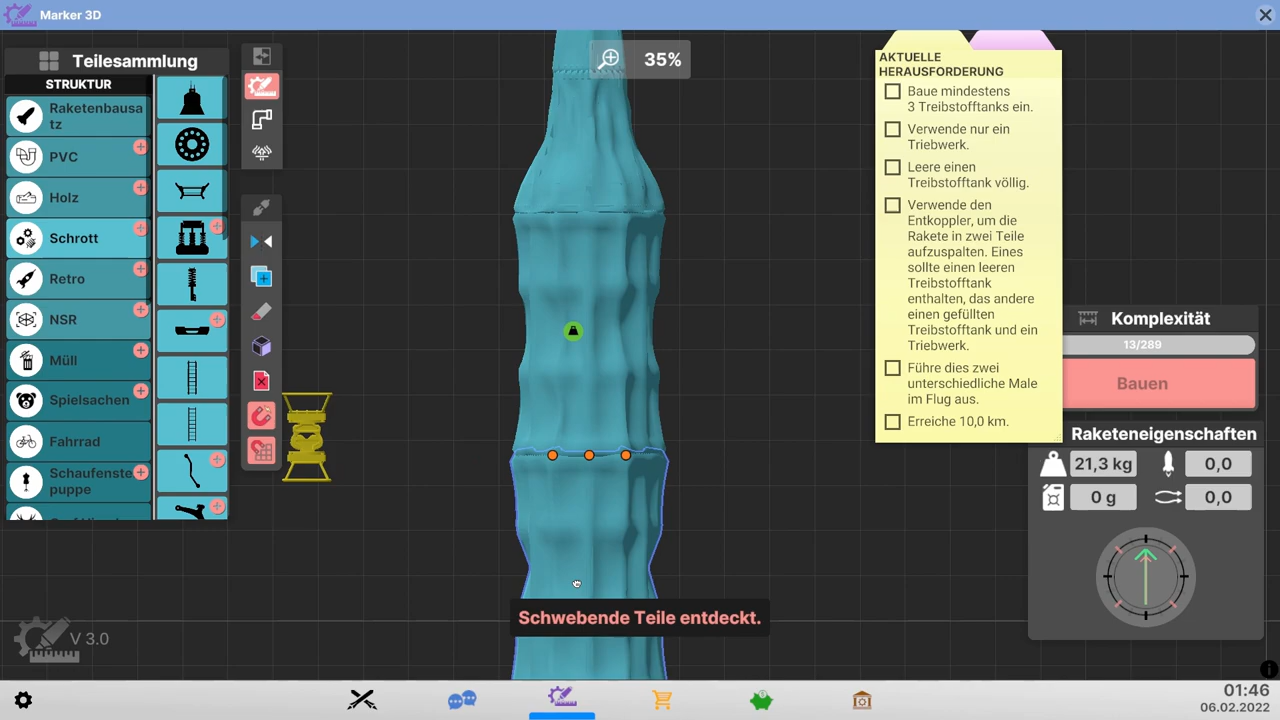 Marker 3D
Teilesammlung
STRUKTUR
Raketenbausa
tz
PVC
Holz
Schrott
Retro
NSR
Müll
Spielsachen
Fahrrad
Schaufenste
puppe
35%
AKTUELLE
HERAUSFORDERUNG
Baue mindestens
3 Treibstofftanks ein.
Verwende nur ein
Triebwerk.
Leere einen
Treibstofftank völlig.
Verwende den
Entkoppler, um die
Rakete in zwei Teile
aufzuspalten. Eines
sollte einen leeren
Treibstofftank
enthalten, das andere
einen gefüllten
Treibstofftank und ein
Triebwerk.
Führe dies zwei
unterschiedliche Male
im Flug aus.
Erreiche 10,0 km.
Komplexität
13/289
Bauen
Raketeneigenschaften
21,3 kg
0,0
0 g
0,0
Schwebende Teile entdeckt.
V 3.0
01:46
06.02.2022